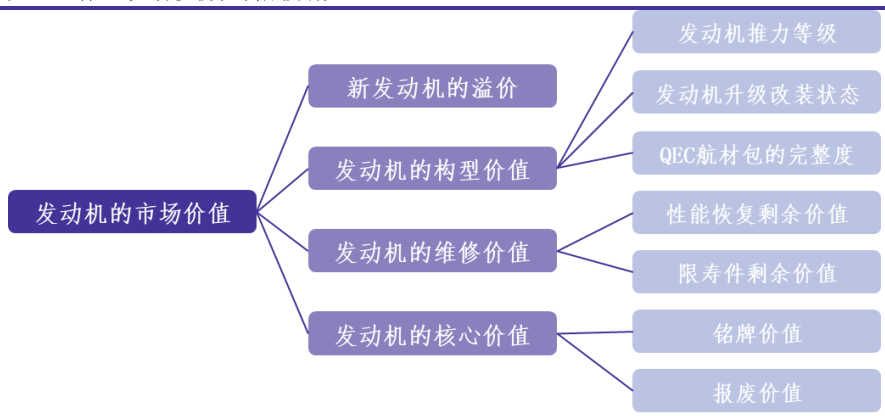 发动机的市场价值
新发动机的溢价
发动机的构型价值
发动机推力等级
发动机升级改装状态
QEC航材包的完整度
发动机的维修价值
性能恢复剩余价值
限寿件剩余价值
发动机的核心价值
铭牌价值
报废价值